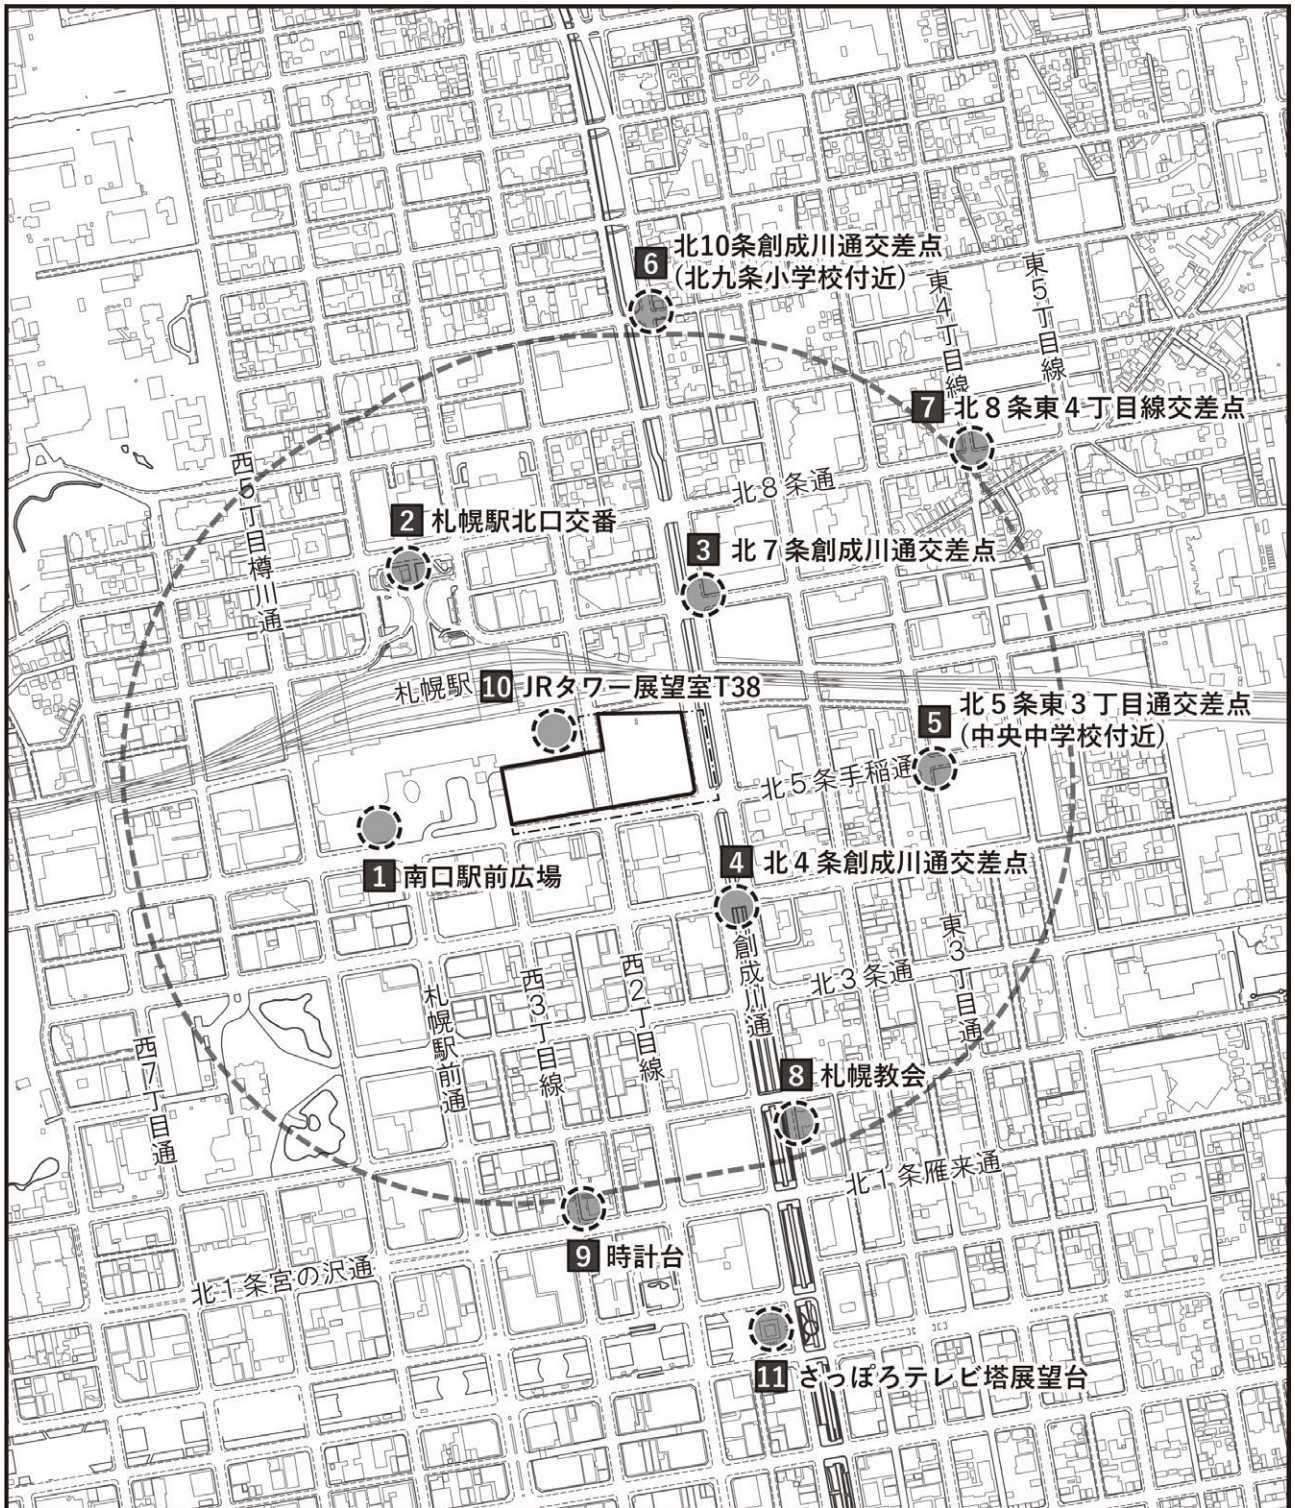 6 北10条創成川通交差点
(北九条小学校付近)
東4丁目線
東5丁目線
7 北8条東4丁目線交差点
西5丁目樽川通
北8条通
2 札幌駅北口交番
3 北7条創成川通交差点
札幌駅
10 JRタワー展望室T38
5 北5条東3丁目通交差点
(中央中学校付近)
北5条手稲通
1 南口駅前広場
4 北4条創成川通交差点
創成川通
東3丁目通
北3条通
西2丁目線
西3丁目線
札幌駅前通
西7丁目通
8 札幌教会
北1条雁来通
9 時計台
北1条宮の沢通
11 さっぽろテレビ塔展望台